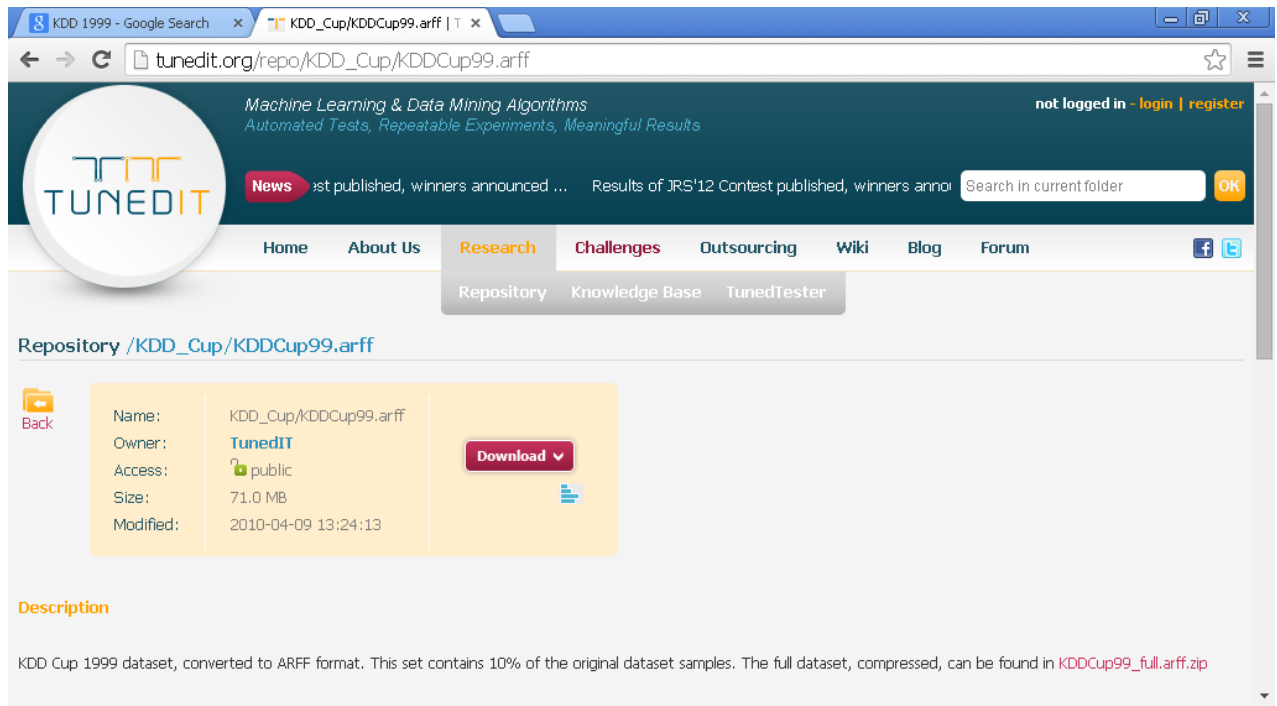 KDD 1999 - Google Search
KDD_Cup/KDDCup99.arff | T
tunedit.org/repo/KDD_Cup/KDDCup99.arff
Machine Learning & Data Mining Algorithms
Automated Tests, Repeatable Experiments, Meaningful Results
not logged in - login | register
TUNEDIT
News
est published, winners announced ... Results of JRS'12 Contest published, winners annou
Search in current folder
OK
Home About Us Research Challenges Outsourcing Wiki Blog Forum
Repository Knowledge Base TunedTester
Repository /KDD_Cup/KDDCup99.arff
Back
Name: KDD_Cup/KDDCup99.arff
Owner: TunedIT
Access: public
Size: 71.0 MB
Modified: 2010-04-09 13:24:13
Download
Description
KDD Cup 1999 dataset, converted to ARFF format. This set contains 10% of the original dataset samples. The full dataset, compressed, can be found in KDDCup99_full.arff.zip